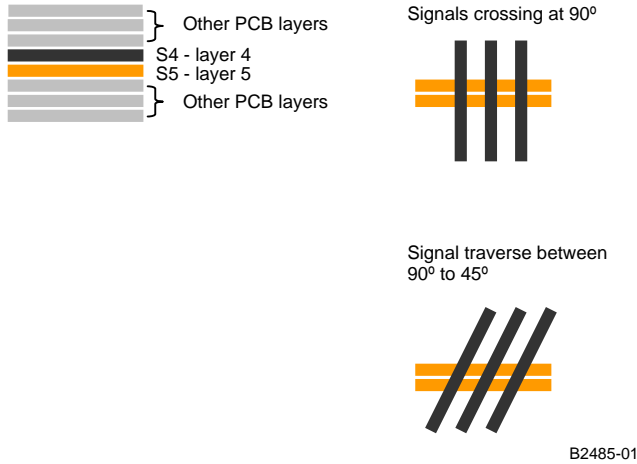 Other PCB layers
S4 - layer 4
S5 - layer 5
Other PCB layers
Signals crossing at 90º
Signal traverse between
90º to 45º
B2485-01